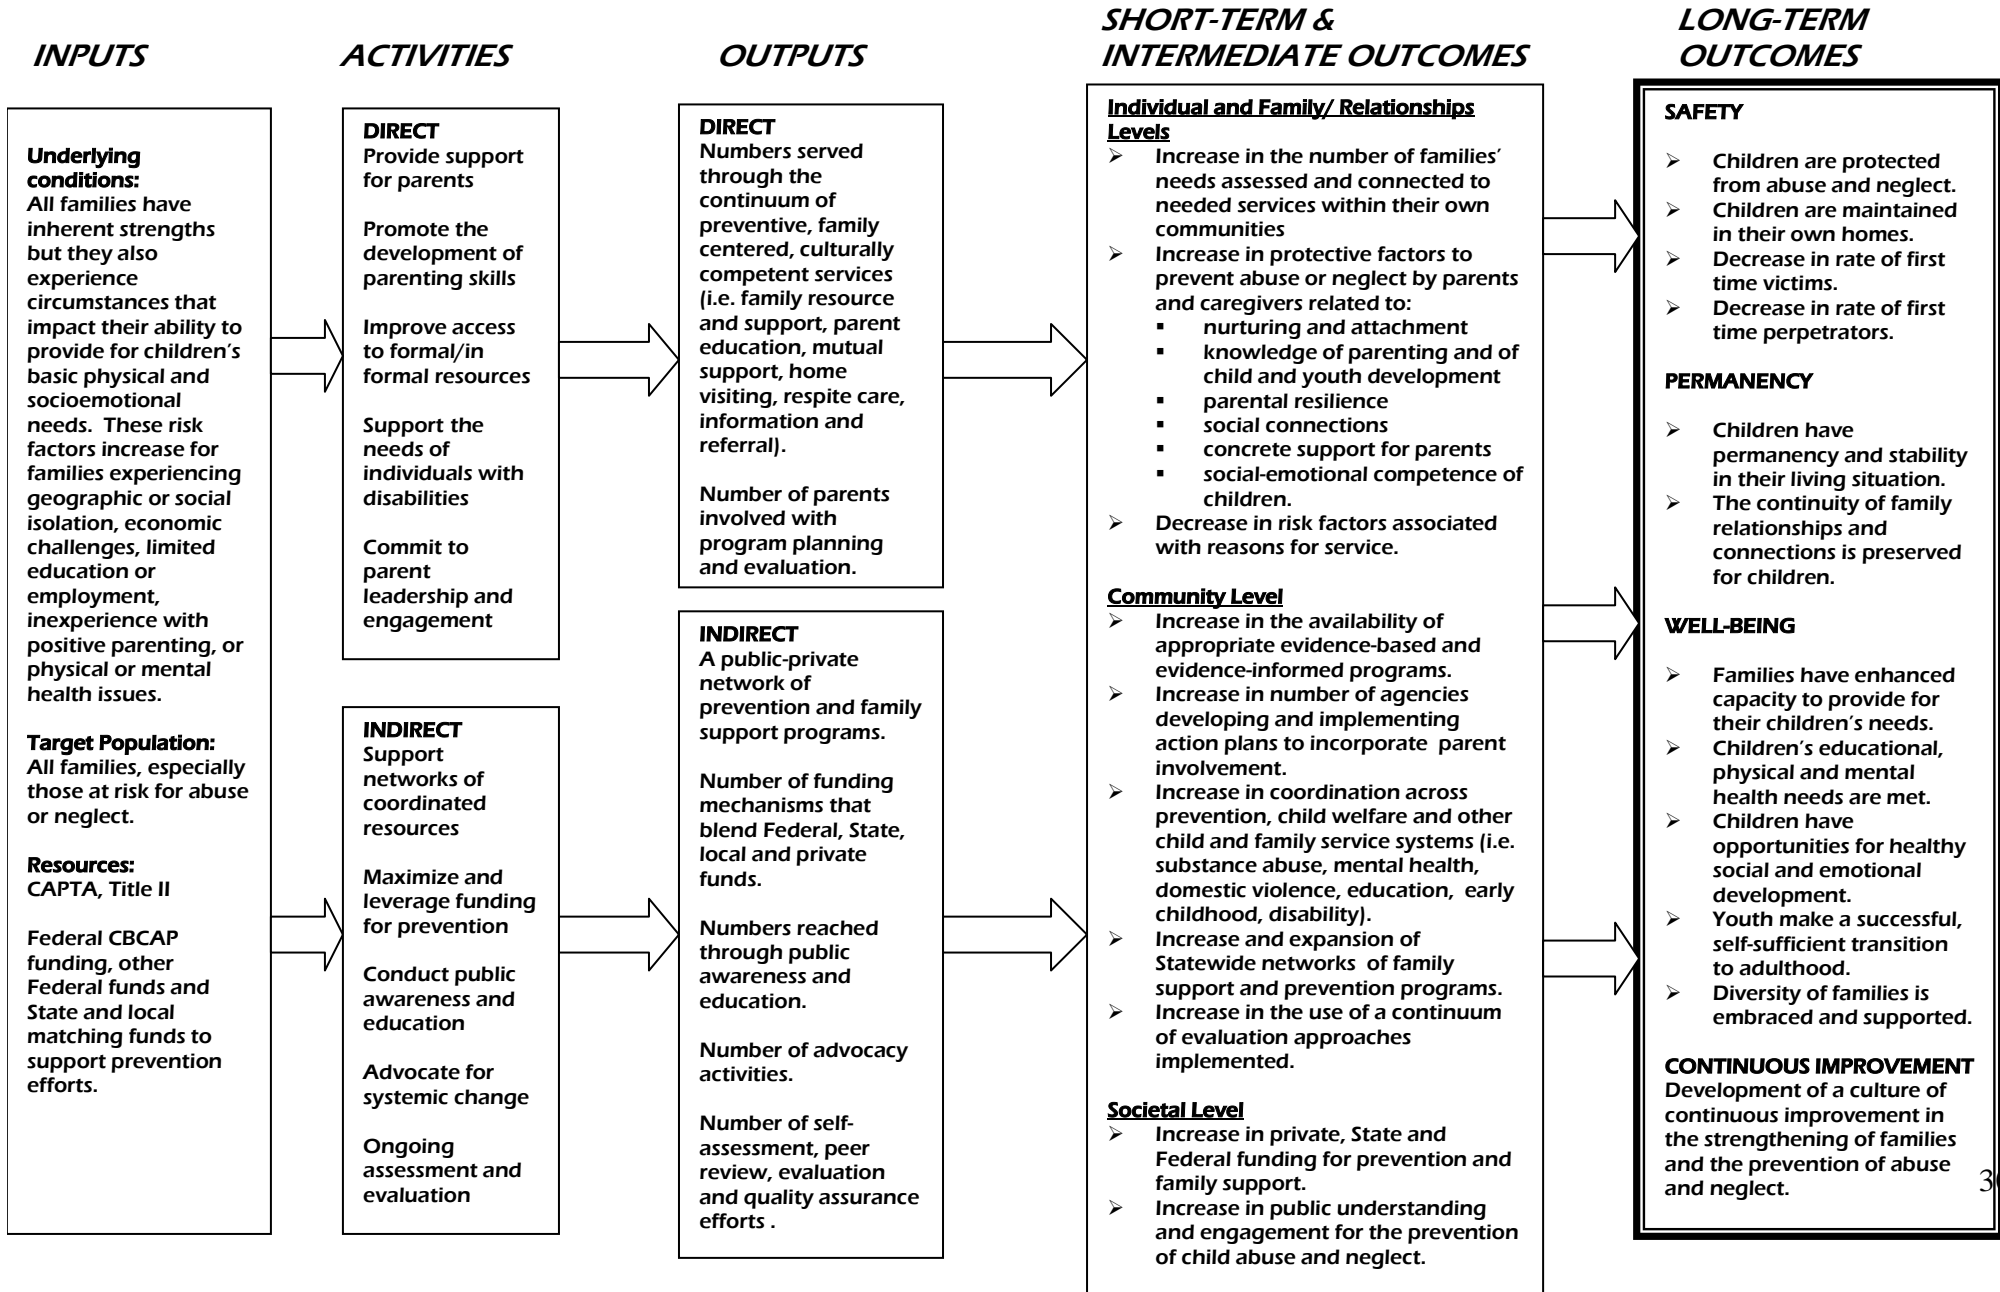 INPUTS
ACTIVITIES
OUTPUTS
SHORT-TERM &
INTERMEDIATE OUTCOMES
LONG-TERM
OUTCOMES
Underlying
conditions:
All families have
inherent strengths
but they also
experience
circumstances that
impact their ability to
provide for children's
basic physical and
socioemotional
needs. These risk
factors increase for
families experiencing
geographic or social
isolation, economic
challenges, limited
education or
employment,
inexperience with
positive parenting, or
physical or mental
health issues.
Target Population:
All families, especially
those at risk for abuse
or neglect.
Resources:
CAPTA, Title II
Federal CBCAP
funding, other
Federal funds and
State and local
matching funds to
support prevention
efforts.
DIRECT
Provide support
for parents
Promote the
development of
parenting skills
Improve access
to formal/in
formal resources
Support the
needs of
individuals with
disabilities
Commit to
parent
leadership and
engagement
INDIRECT
Support
networks of
coordinated
resources
Maximize and
leverage funding
for prevention
Conduct public
awareness and
education
Advocate for
systemic change
Ongoing
assessment and
evaluation
DIRECT
Numbers served
through the
continuum of
preventive, family
centered, culturally
competent services
(i.e. family resource
and support, parent
education, mutual
support, home
visiting, respite care,
information and
referral).
Number of parents
involved with
program planning
and evaluation.
INDIRECT
A public-private
network of
prevention and family
support programs.
Number of funding
mechanisms that
blend Federal, State,
local and private
funds.
Numbers reached
through public
awareness and
education.
Number of advocacy
activities.
Number of self-
assessment, peer
review, evaluation
and quality assurance
efforts .
Individual and Family/ Relationships
Levels
➢ Increase in the number of families'
needs assessed and connected to
needed services within their own
communities
➢ Increase in protective factors to
prevent abuse or neglect by parents
and caregivers related to:
▪ nurturing and attachment
▪ knowledge of parenting and of
child and youth development
▪ parental resilience
▪ social connections
▪ concrete support for parents
▪ social-emotional competence of
children.
➢ Decrease in risk factors associated
with reasons for service.
Community Level
➢ Increase in the availability of
appropriate evidence-based and
evidence-informed programs.
➢ Increase in number of agencies
developing and implementing
action plans to incorporate parent
involvement.
➢ Increase in coordination across
prevention, child welfare and other
child and family service systems (i.e.
substance abuse, mental health,
domestic violence, education, early
childhood, disability).
➢ Increase and expansion of
Statewide networks of family
support and prevention programs.
➢ Increase in the use of a continuum
of evaluation approaches
implemented.
Societal Level
➢ Increase in private, State and
Federal funding for prevention and
family support.
➢ Increase in public understanding
and engagement for the prevention
of child abuse and neglect.
SAFETY
➢ Children are protected
from abuse and neglect.
➢ Children are maintained
in their own homes.
➢ Decrease in rate of first
time victims.
➢ Decrease in rate of first
time perpetrators.
PERMANENCY
➢ Children have
permanency and stability
in their living situation.
➢ The continuity of family
relationships and
connections is preserved
for children.
WELL-BEING
➢ Families have enhanced
capacity to provide for
their children's needs.
➢ Children's educational,
physical and mental
health needs are met.
➢ Children have
opportunities for healthy
social and emotional
development.
➢ Youth make a successful,
self-sufficient transition
to adulthood.
➢ Diversity of families is
embraced and supported.
CONTINUOUS IMPROVEMENT
Development of a culture of
continuous improvement in
the strengthening of families
and the prevention of abuse
and neglect.